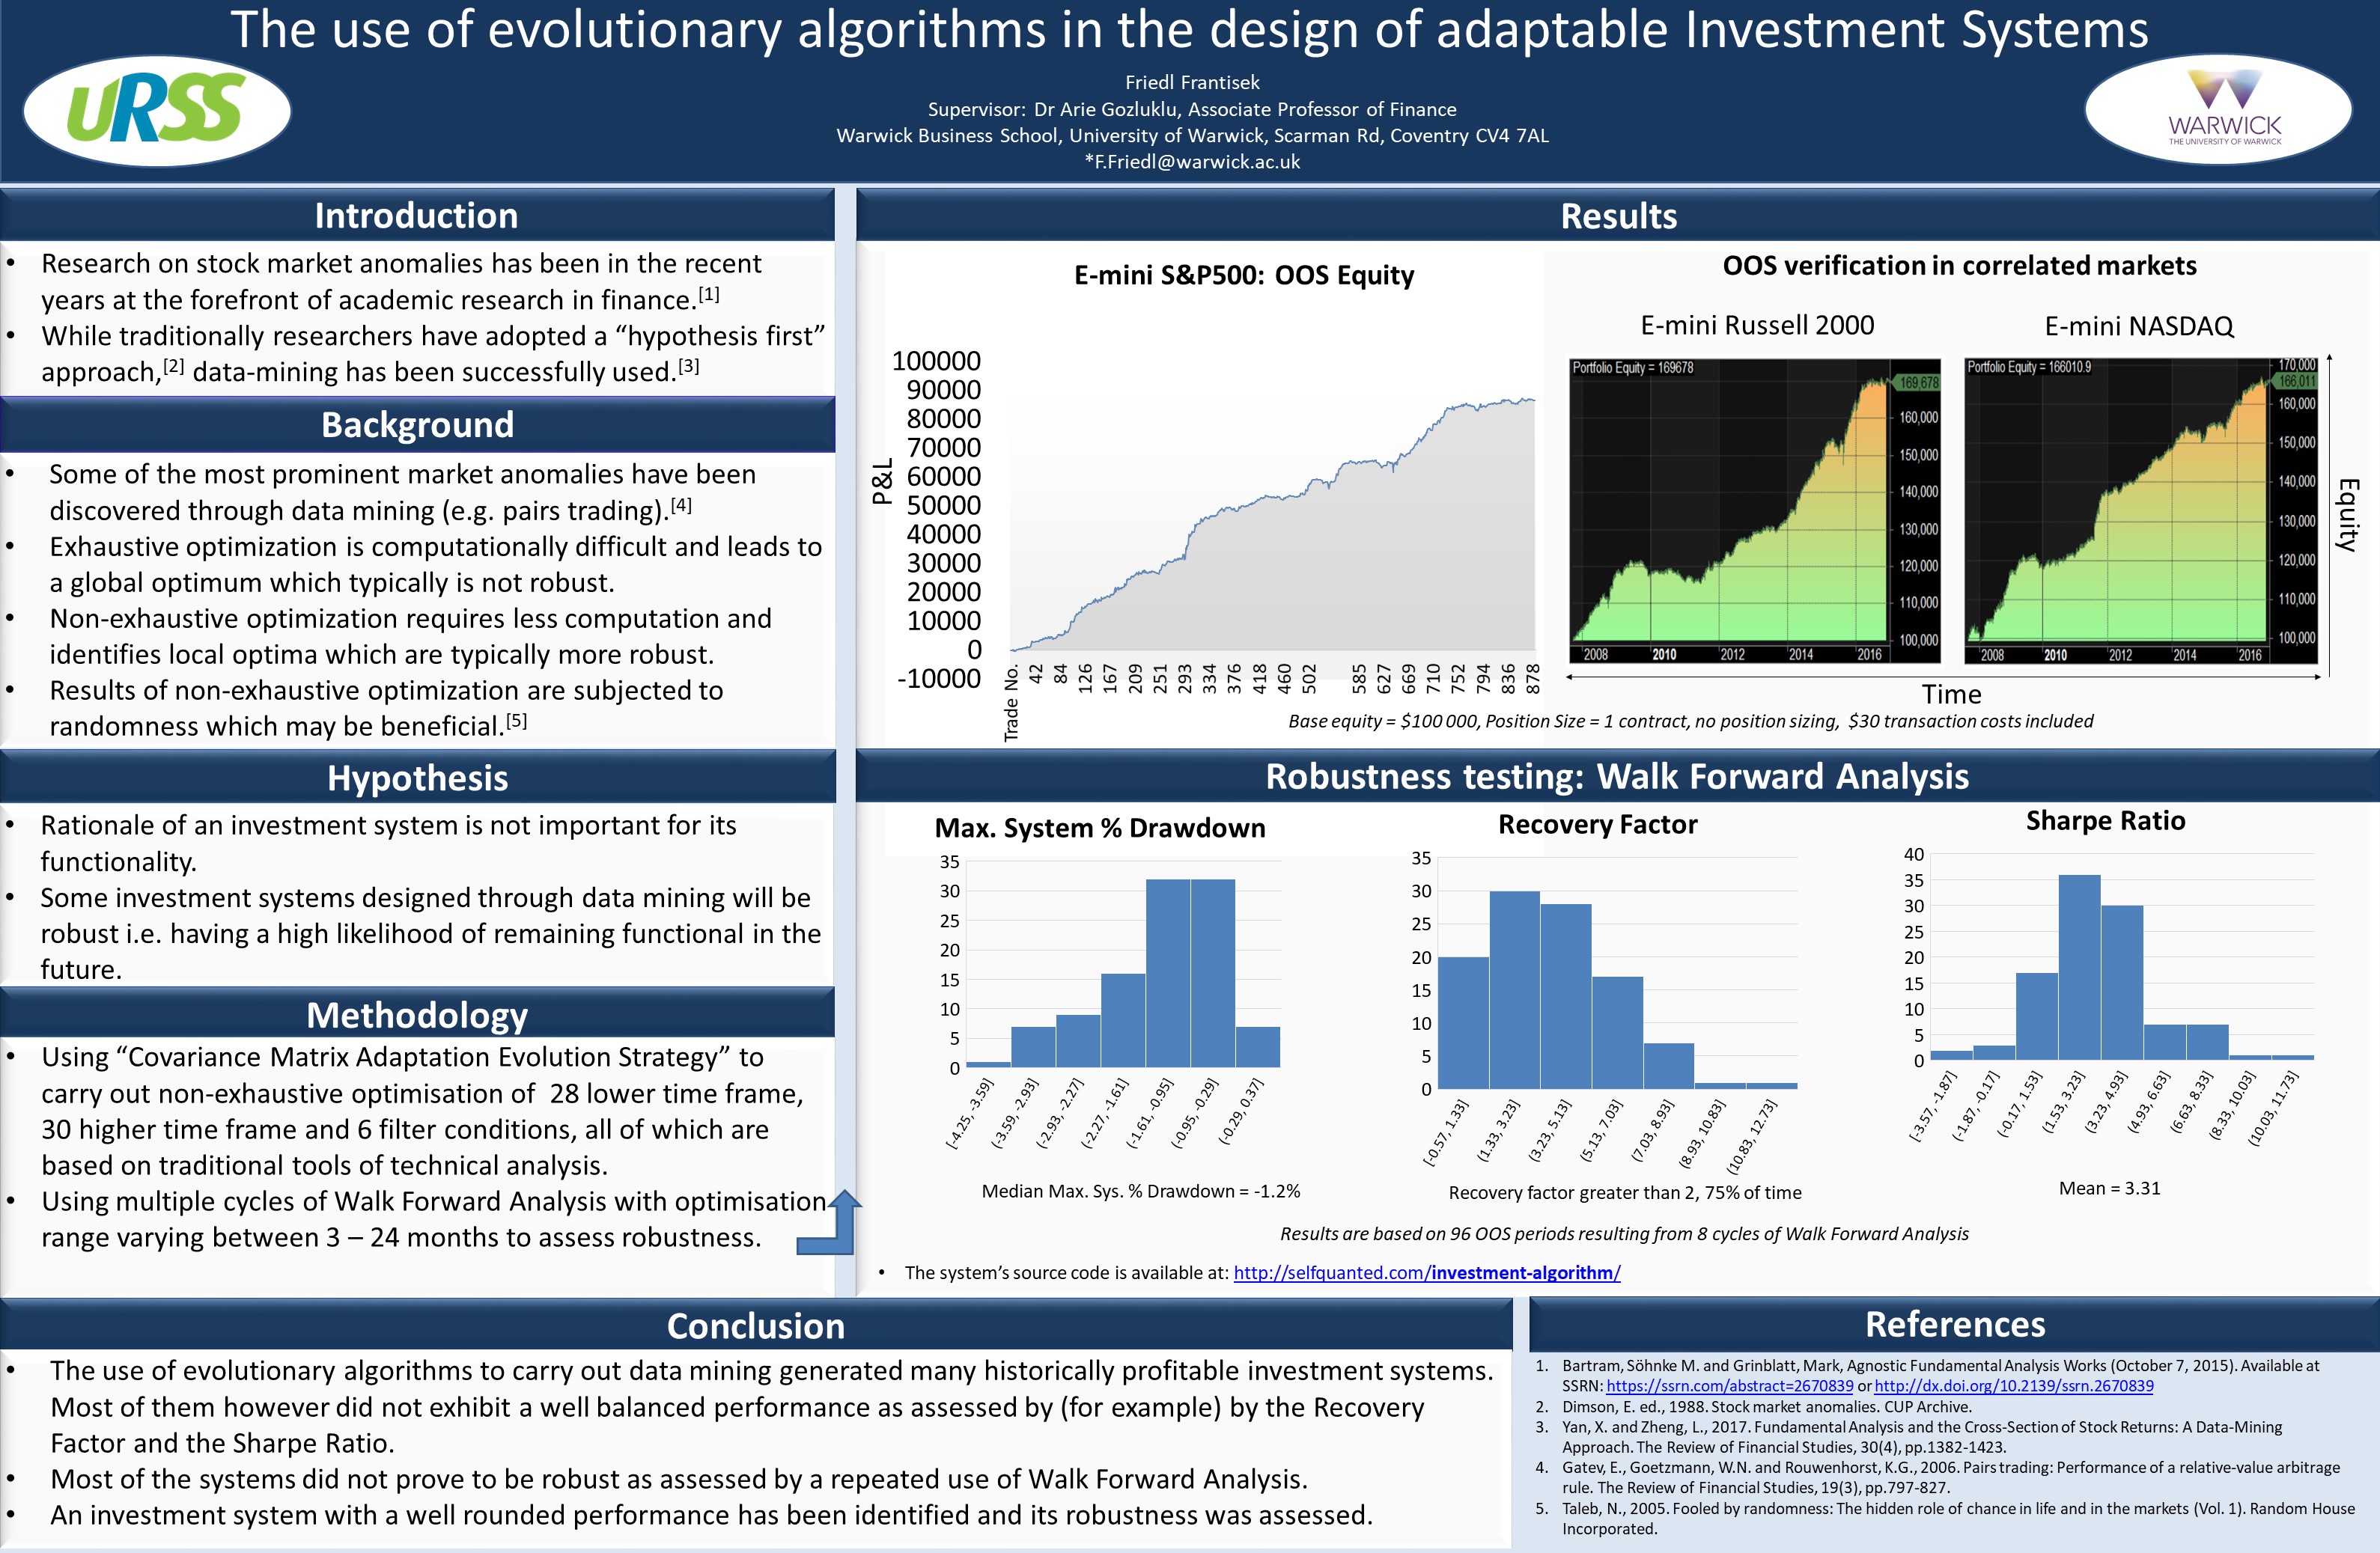 The use of evolutionary algorithms in the design of adaptable Investment Systems
URSS
Friedl Frantisek
Supervisor: Dr Arie Gozluklu, Associate Professor of Finance
Warwick Business School, University of Warwick, Scarman Rd, Coventry CV4 7AL
*F.Friedl@warwick.ac.uk
WARWICK
THE UNIVERSITY OF WARWICK
Introduction
• Research on stock market anomalies has been in the recent
years at the forefront of academic research in finance.[1]
• While traditionally researchers have adopted a “hypothesis first”
approach,[2] data-mining has been successfully used.[3]
Background
• Some of the most prominent market anomalies have been
discovered through data mining (e.g. pairs trading).[4]
• Exhaustive optimization is computationally difficult and leads to
a global optimum which typically is not robust.
• Non-exhaustive optimization requires less computation and
identifies local optima which are typically more robust.
• Results of non-exhaustive optimization are subjected to
randomness which may be beneficial.[5]
Hypothesis
• Rationale of an investment system is not important for its
functionality.
• Some investment systems designed through data mining will be
robust i.e. having a high likelihood of remaining functional in the
future.
Methodology
• Using “Covariance Matrix Adaptation Evolution Strategy” to
carry out non-exhaustive optimisation of 28 lower time frame,
30 higher time frame and 6 filter conditions, all of which are
based on traditional tools of technical analysis.
• Using multiple cycles of Walk Forward Analysis with optimisation
range varying between 3 – 24 months to assess robustness.
Results
E-mini S&P500: OOS Equity
P&L
100000
90000
80000
70000
60000
50000
40000
30000
20000
10000
0
-10000
Trade No. 42 84 126 167 209 251 293 334 376 418 460 502 585 627 669 710 752 794 836 878
OOS verification in correlated markets
E-mini Russell 2000
Portfolio Equity = 169678
169,678
160,000
150,000
140,000
130,000
120,000
110,000
100,000
2008 2010 2012 2014 2016
E-mini NASDAQ
Portfolio Equity = 166010.9
170,000
166,011
160,000
150,000
140,000
130,000
120,000
110,000
100,000
2008 2010 2012 2014 2016
Equity
Time
Base equity = $100 000, Position Size = 1 contract, no position sizing, $30 transaction costs included
Robustness testing: Walk Forward Analysis
Max. System % Drawdown
35
30
25
20
15
10
5
0
[-4.25, -3.59] (-3.59, -2.93] (-2.93, -2.27] (-2.27, -1.61] (-1.61, -0.95] (-0.95, -0.29] (-0.29, 0.37]
Median Max. Sys. % Drawdown = -1.2%
Recovery Factor
35
30
25
20
15
10
5
0
[-0.57, 1.33] (1.33, 3.23] (3.23, 5.13] (5.13, 7.03] (7.03, 8.93] (8.93, 10.83] (10.83, 12.73]
Recovery factor greater than 2, 75% of time
Sharpe Ratio
40
35
30
25
20
15
10
5
0
[-3.57, -1.87] (-1.87, -0.17] (-0.17, 1.53] (1.53, 3.23] (3.23, 4.93] (4.93, 6.63] (6.63, 8.33] (8.33, 10.03] (10.03, 11.73]
Mean = 3.31
Results are based on 96 OOS periods resulting from 8 cycles of Walk Forward Analysis
• The system’s source code is available at: http://selfquanted.com/investment-algorithm/
Conclusion
• The use of evolutionary algorithms to carry out data mining generated many historically profitable investment systems.
Most of them however did not exhibit a well balanced performance as assessed by (for example) by the Recovery
Factor and the Sharpe Ratio.
• Most of the systems did not prove to be robust as assessed by a repeated use of Walk Forward Analysis.
• An investment system with a well rounded performance has been identified and its robustness was assessed.
References
1. Bartram, Söhnke M. and Grinblatt, Mark, Agnostic Fundamental Analysis Works (October 7, 2015). Available at
SSRN: https://ssrn.com/abstract=2670839 or http://dx.doi.org/10.2139/ssrn.2670839
2. Dimson, E. ed., 1988. Stock market anomalies. CUP Archive.
3. Yan, X. and Zheng, L., 2017. Fundamental Analysis and the Cross-Section of Stock Returns: A Data-Mining
Approach. The Review of Financial Studies, 30(4), pp.1382-1423.
4. Gatev, E., Goetzmann, W.N. and Rouwenhorst, K.G., 2006. Pairs trading: Performance of a relative-value arbitrage
rule. The Review of Financial Studies, 19(3), pp.797-827.
5. Taleb, N., 2005. Fooled by randomness: The hidden role of chance in life and in the markets (Vol. 1). Random House
Incorporated.